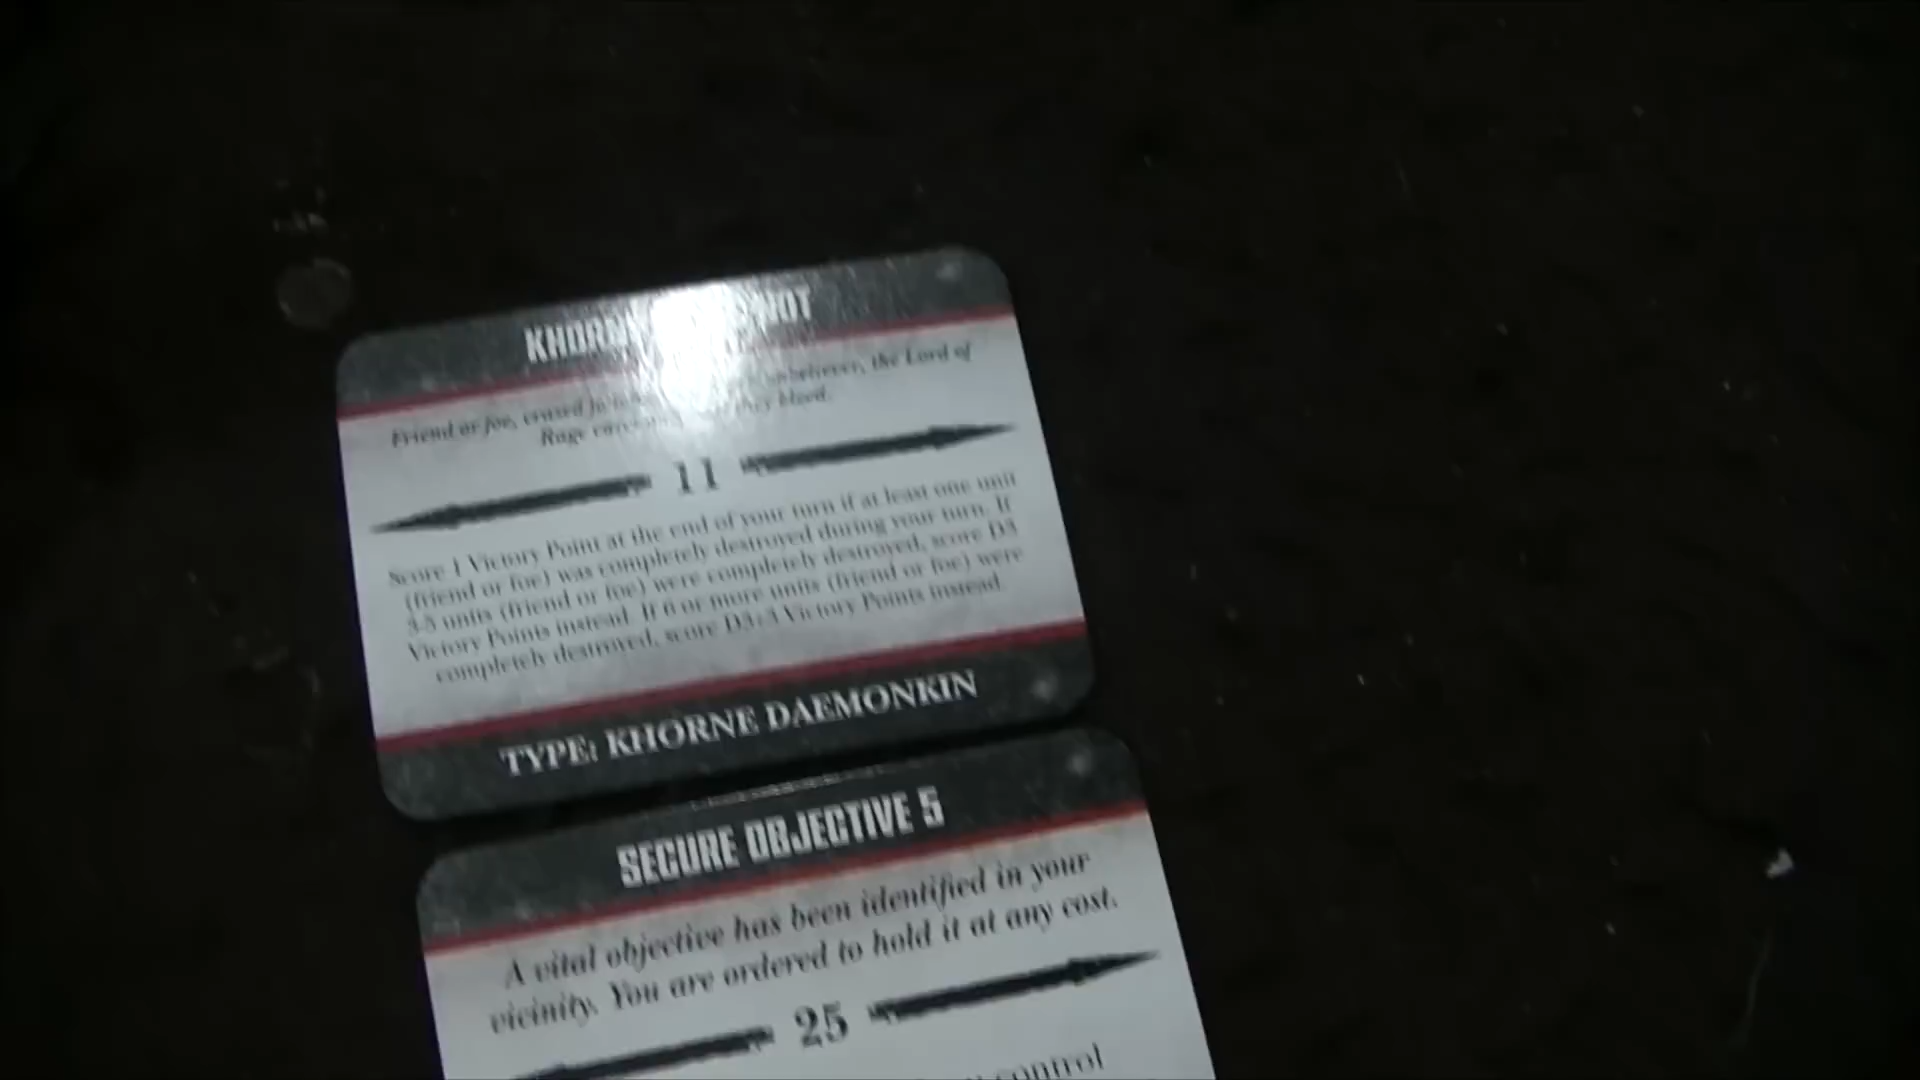 Friend or foe,
the Lord of
Rage they bleed.
11
Score 1 Victory Point at the end of your turn if at least one unit
(friend or foe) was completely destroyed during your turn. If
3-5 units (friend or foe) were completely destroyed, score D3
Victory Points instead. If 6 or more units (friend or foe) were
completely destroyed, score D3+3 Victory Points instead.
TYPE: KHORNE DAEMONKIN
SECURE OBJECTIVE 5
A vital objective has been identified in your
vicinity. You are ordered to hold it at any cost.
25
control